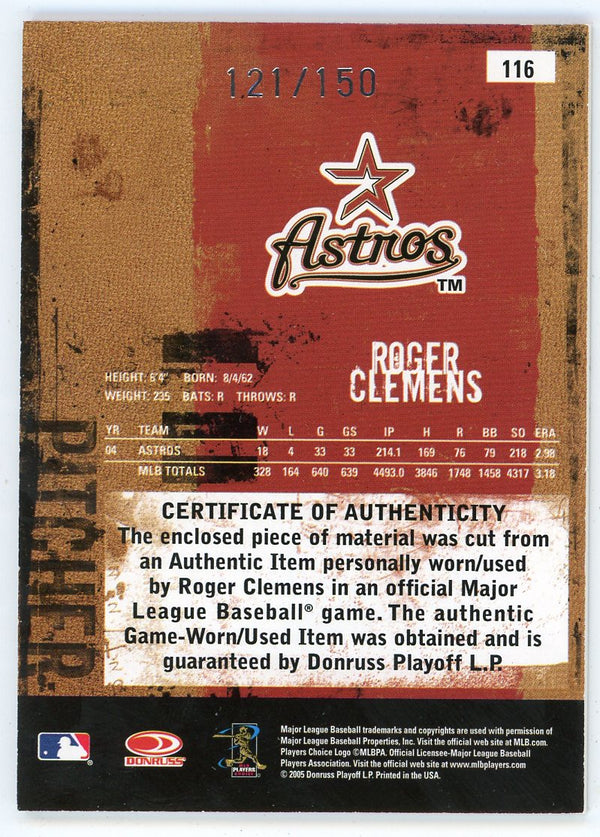 116
121/150
Astros
TM
ROGER
CLEMENS
HEIGHT: 6'4" BORN: 8/4/62
WEIGHT: 235 BATS: R THROWS: R
YR TEAM W L G GS IP H R BB SO ERA
04 ASTROS 18 4 33 33 214.1 169 76 79 218 2.98
MLB TOTALS 328 164 640 639 4493.0 3846 1748 1458 4317 3.18
PITCHER
CERTIFICATE OF AUTHENTICITY
The enclosed piece of material was cut from
an Authentic Item personally worn/used
by Roger Clemens in an official Major
League Baseball® game. The authentic
Game-Worn/Used Item was obtained and is
guaranteed by Donruss Playoff L.P.
DONRUSS
PLAYERS
CHOICE
Major League Baseball trademarks and copyrights are used with permission of
Major League Baseball Properties, Inc. Visit the official web site at MLB.com.
Players Choice Logo ©MLBPA. Official Licensee-Major League Baseball
Players Association. Visit the official web site at www.mlbplayers.com
© 2005 Donruss Playoff L.P. Printed in the USA.